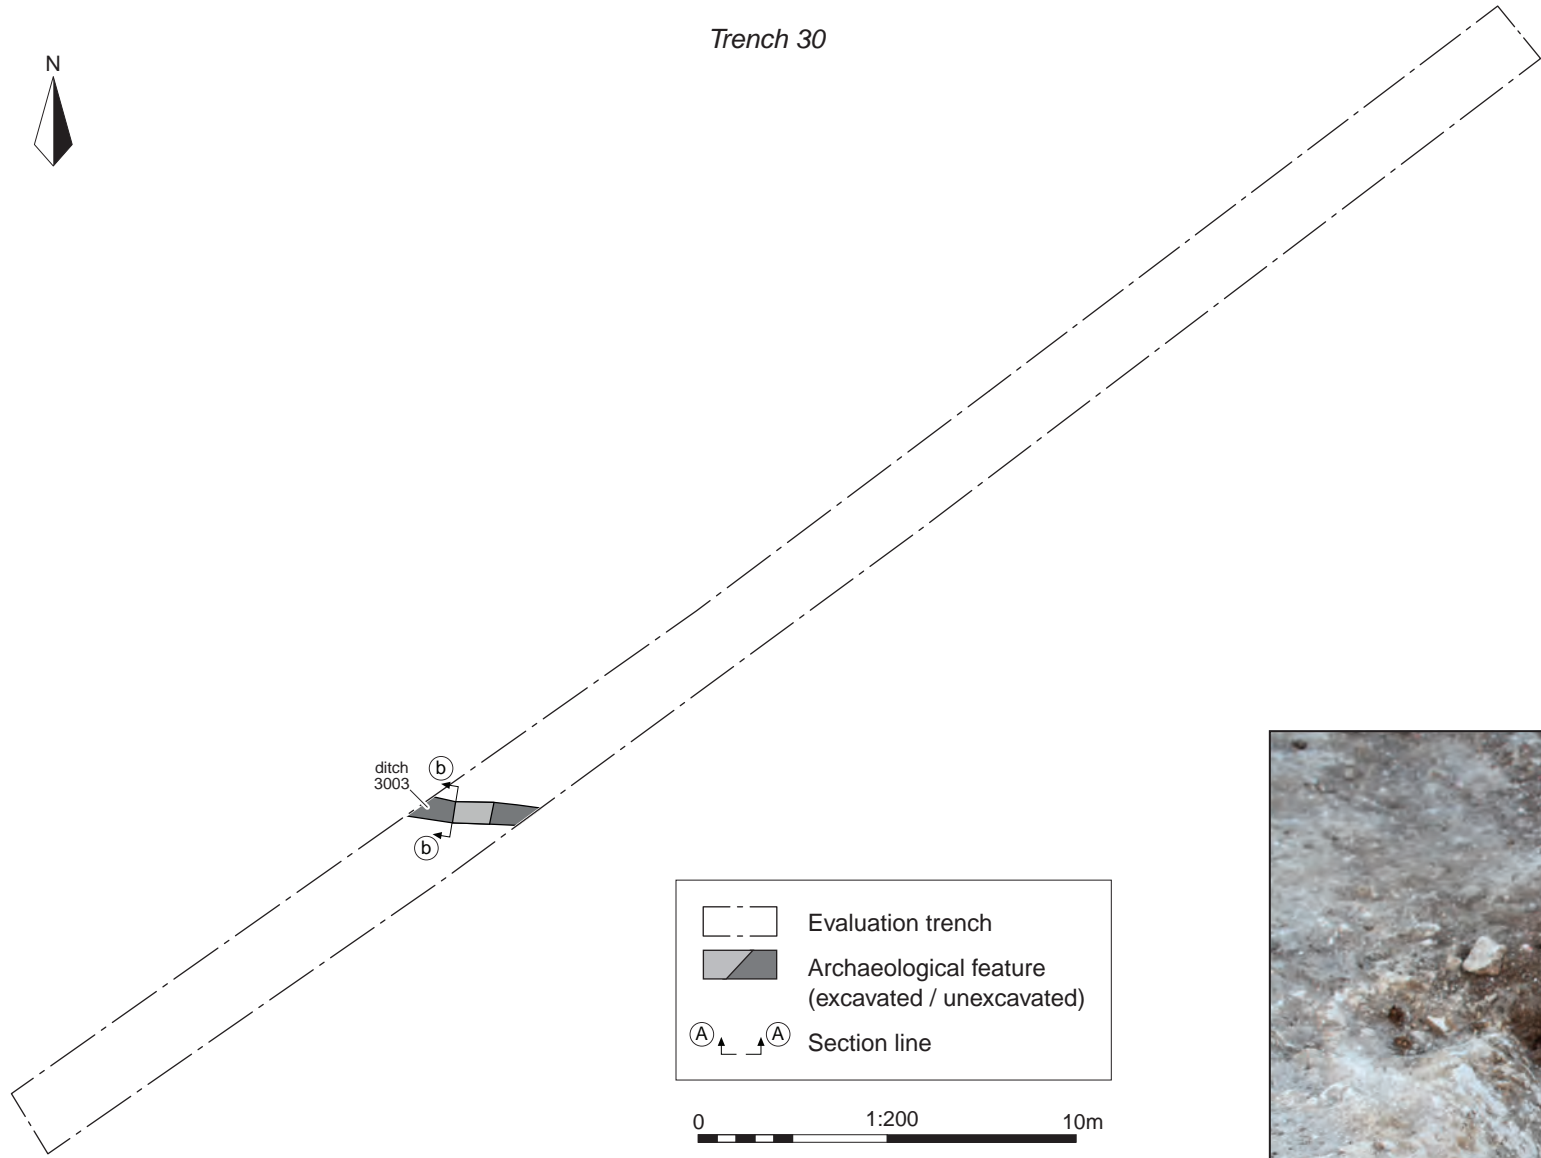 Trench 30
N
ditch
3003
b
b
Evaluation trench
Archaeological feature
(excavated / unexcavated)
A A
Section line
0 1:200 10m